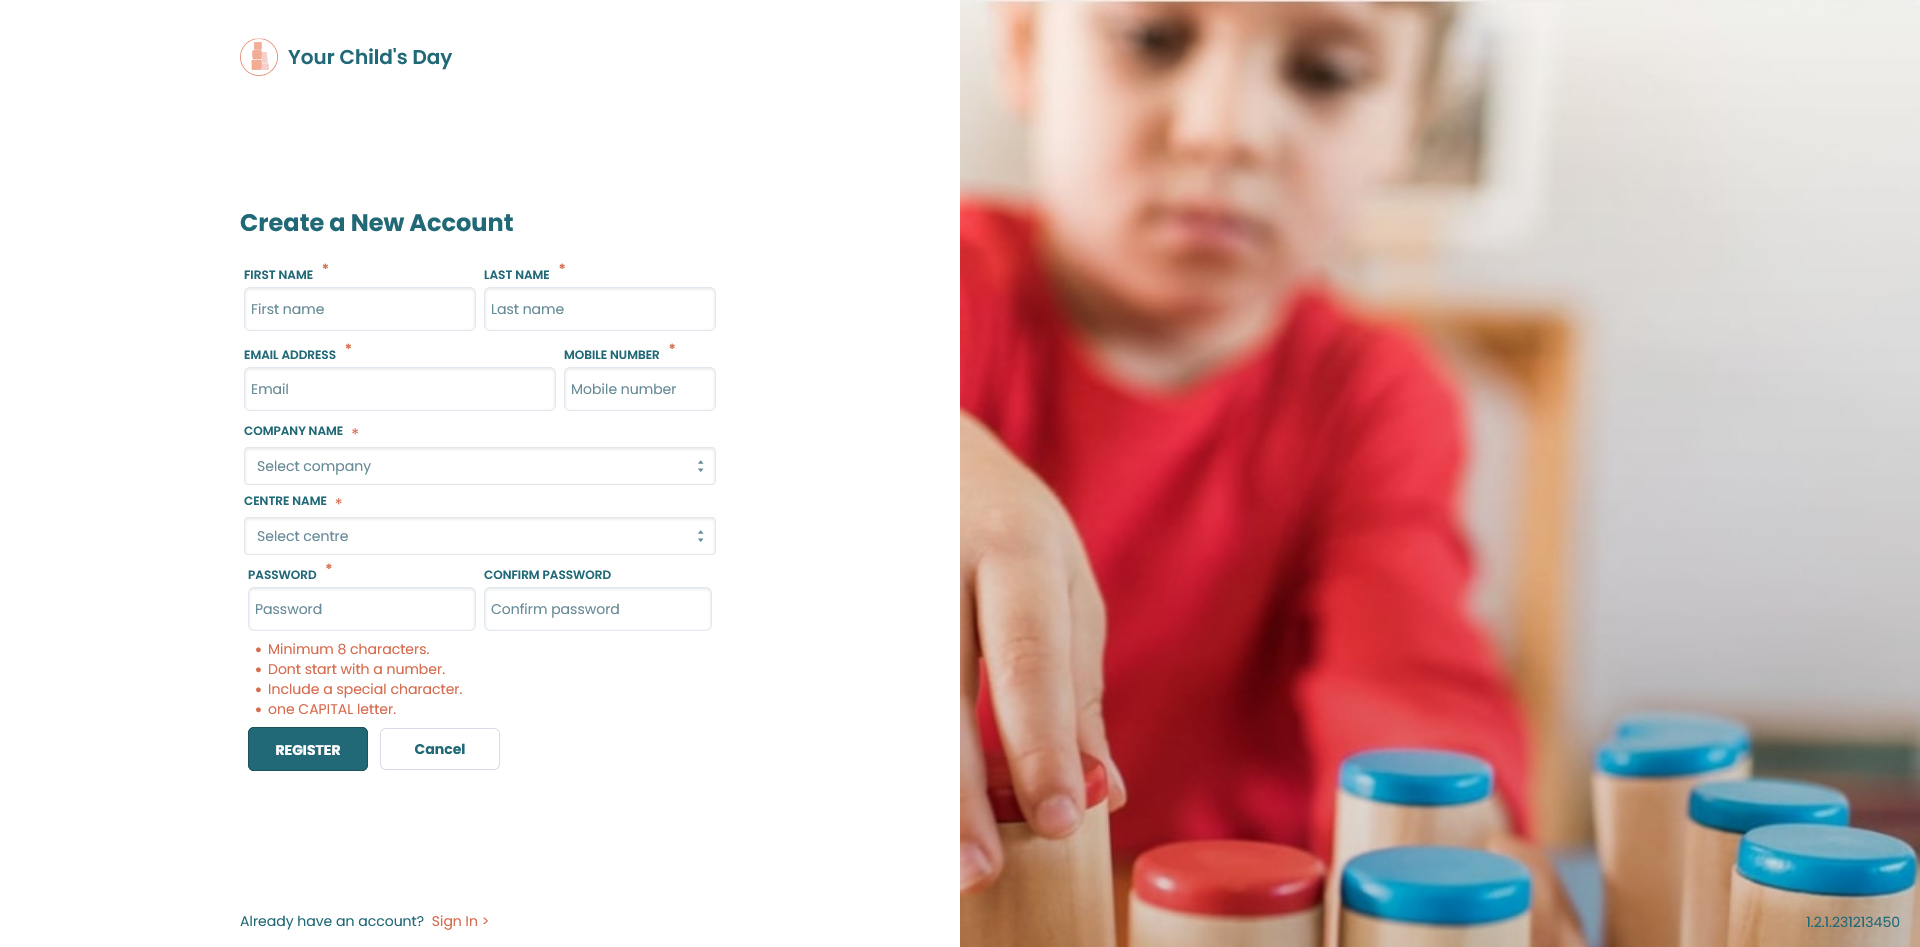 Your Child's Day
Create a New Account
FIRST NAME * LAST NAME *
First name Last name
EMAIL ADDRESS * MOBILE NUMBER *
Email Mobile number
COMPANY NAME *
Select company
CENTRE NAME *
Select centre
PASSWORD * CONFIRM PASSWORD
Password Confirm password
• Minimum 8 characters.
• Dont start with a number.
• Include a special character.
• one CAPITAL letter.
REGISTER Cancel
Already have an account? Sign In >
1.2.1.231213450